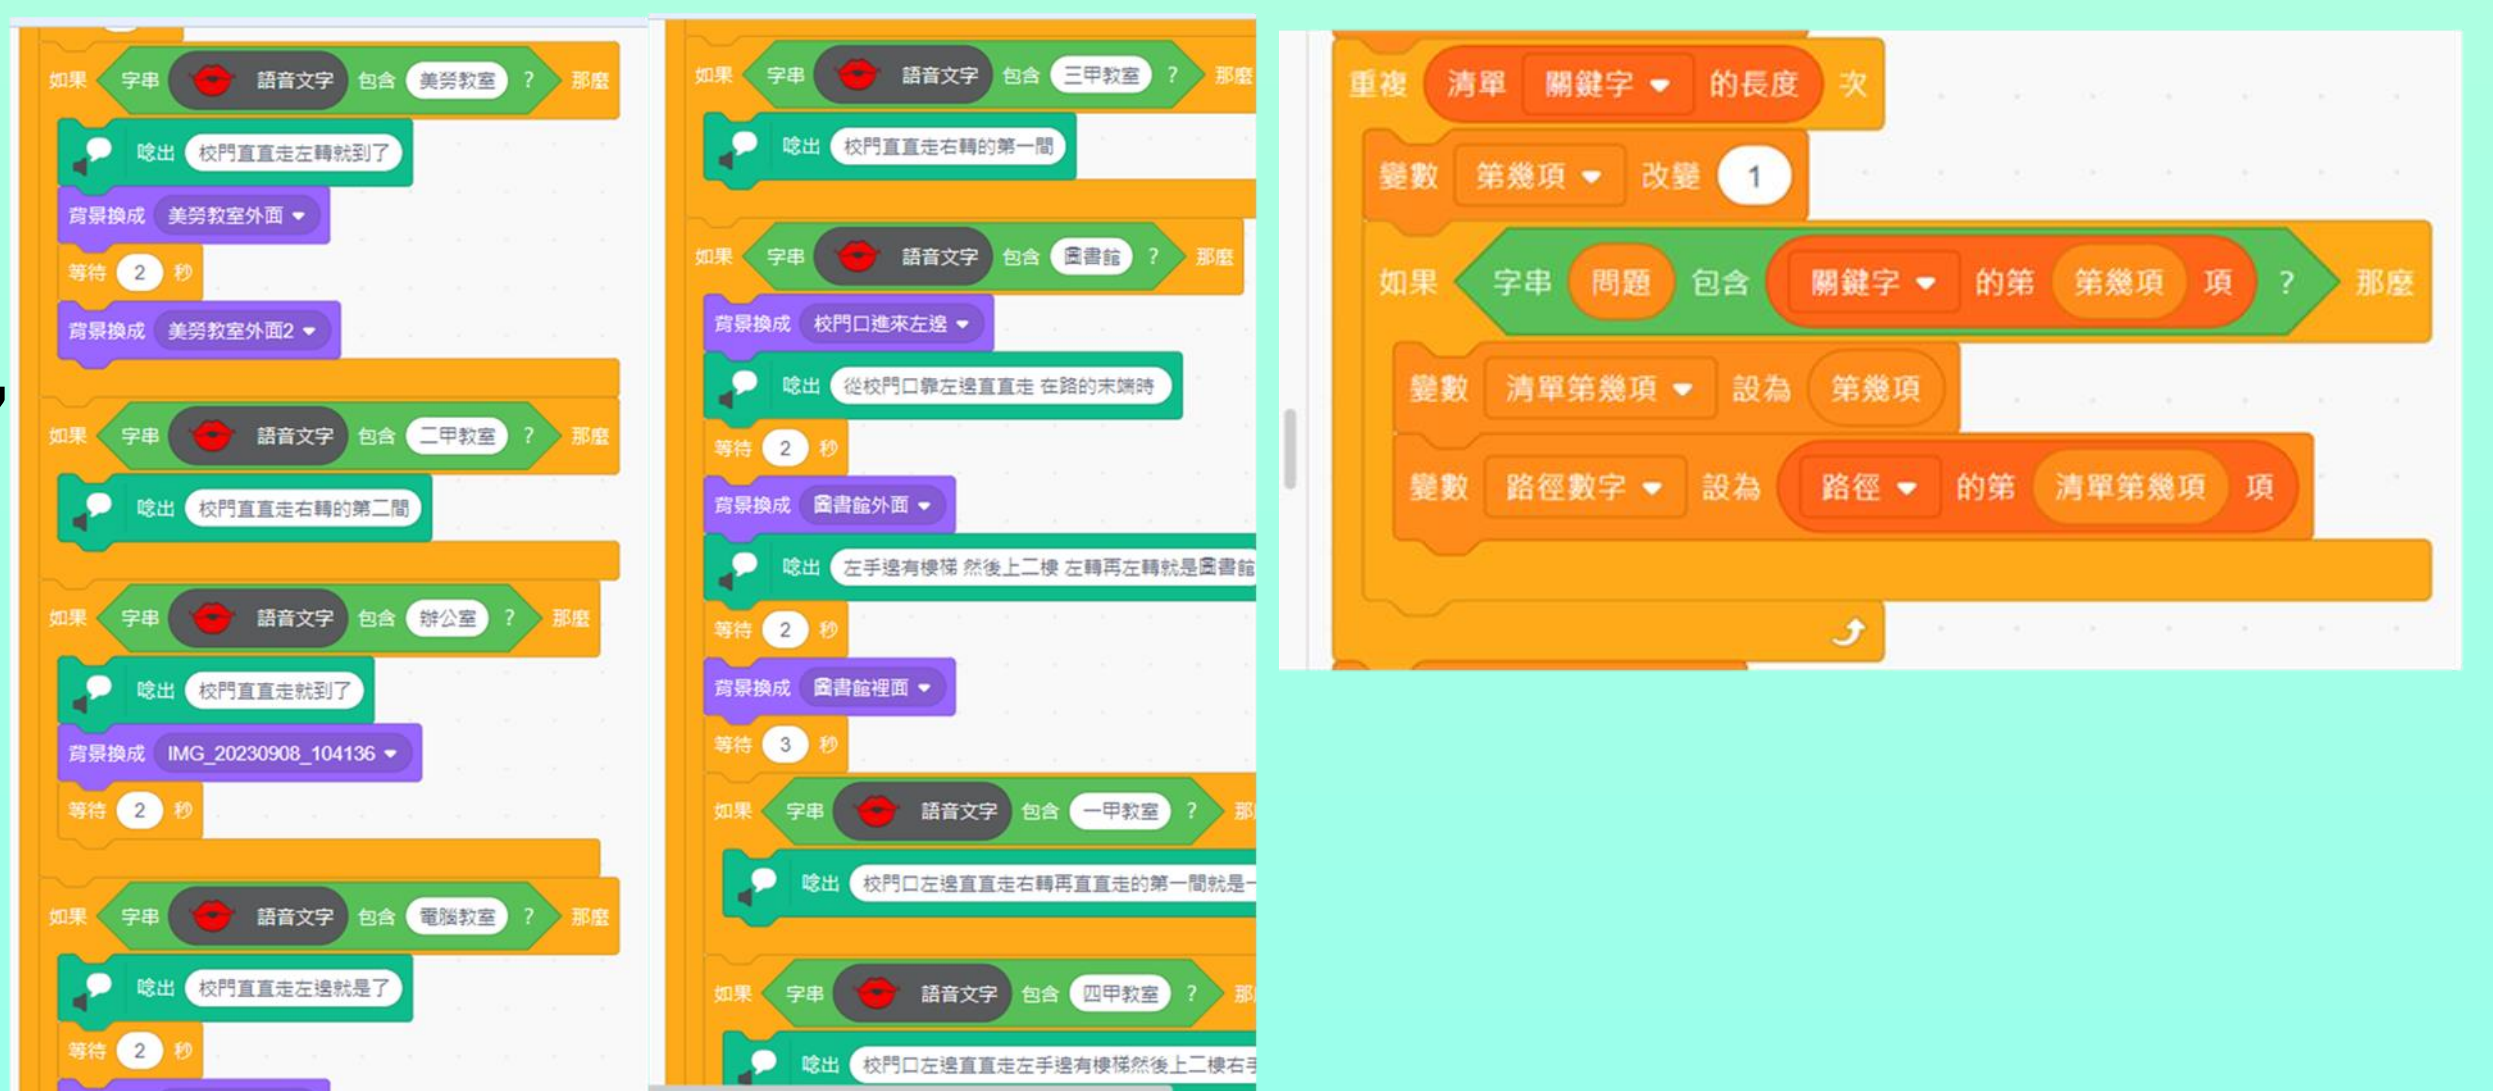 如果 字串 語音文字 包含 美勞教室 ? 那麼
唸出 校門直直走左轉就到了
背景換成 美勞教室外面
等待 2 秒
背景換成 美勞教室外面2
如果 字串 語音文字 包含 二甲教室 ? 那麼
唸出 校門直直走右轉的第二間
如果 字串 語音文字 包含 辦公室 ? 那麼
唸出 校門直直走就到了
背景換成 IMG_20230908_104136
等待 2 秒
如果 字串 語音文字 包含 電腦教室 ? 那麼
唸出 校門直直走左邊就是了
等待 2 秒
如果 字串 語音文字 包含 三甲教室 ? 那麼
唸出 校門直直走右轉的第一間
如果 字串 語音文字 包含 圖書館 ? 那麼
背景換成 校門口進來左邊
唸出 從校門口靠左邊直直走 在路的末端時
等待 2 秒
背景換成 圖書館外面
唸出 左手邊有樓梯 然後上二樓 左轉再左轉就是圖書館
等待 2 秒
背景換成 圖書館裡面
等待 3 秒
如果 字串 語音文字 包含 一甲教室 ? 那
唸出 校門口左邊直直走右轉再直直走的第一間就是一
如果 字串 語音文字 包含 四甲教室 ? 那
唸出 校門口左邊直直走左手邊有樓梯然後上二樓右手
重複 清單 關鍵字 的長度 次
變數 第幾項 改變 1
如果 字串 問題 包含 關鍵字 的第 第幾項 項 ? 那麼
變數 清單第幾項 設為 第幾項
變數 路徑數字 設為 路徑 的第 清單第幾項 項